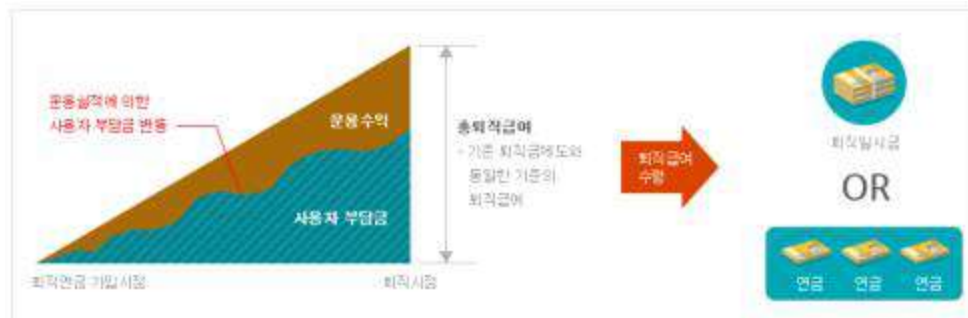 운용실적에 의한
사용자 부담금 변동
운용수익
사용자 부담금
퇴직연금 가입시점
퇴직시점
총퇴직급여
- 기존 퇴직금제도와
동일한 기준의
퇴직급여
퇴직급여
수령
퇴직일시금
OR
연금 연금 연금